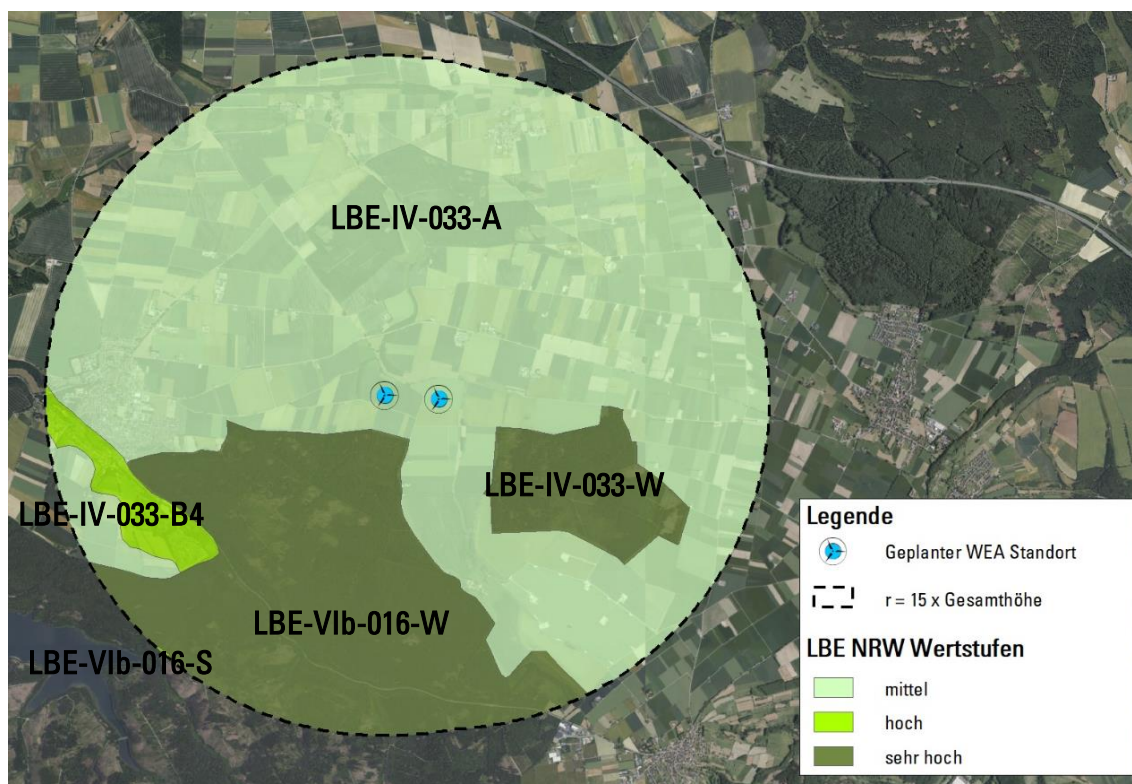 LBE-IV-033-A
LBE-IV-033-W
LBE-IV-033-B4
LBE-VIb-016-W
LBE-VIb-016-S
Legende
Geplanter WEA Standort
r = 15 x Gesamthöhe
LBE NRW Wertstufen
mittel
hoch
sehr hoch